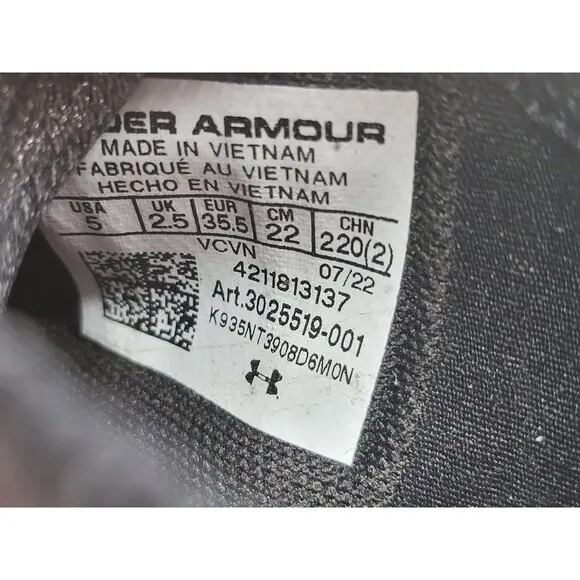 DER ARMOUR
MADE IN VIETNAM
FABRIQUÉ AU VIETNAM
HECHO EN VIETNAM
USA UK EUR CM CHN
5 2.5 35.5 22 220(2)
VCVN 07/22
4211813137
Art.3025519-001
K935NT3908D6M0N